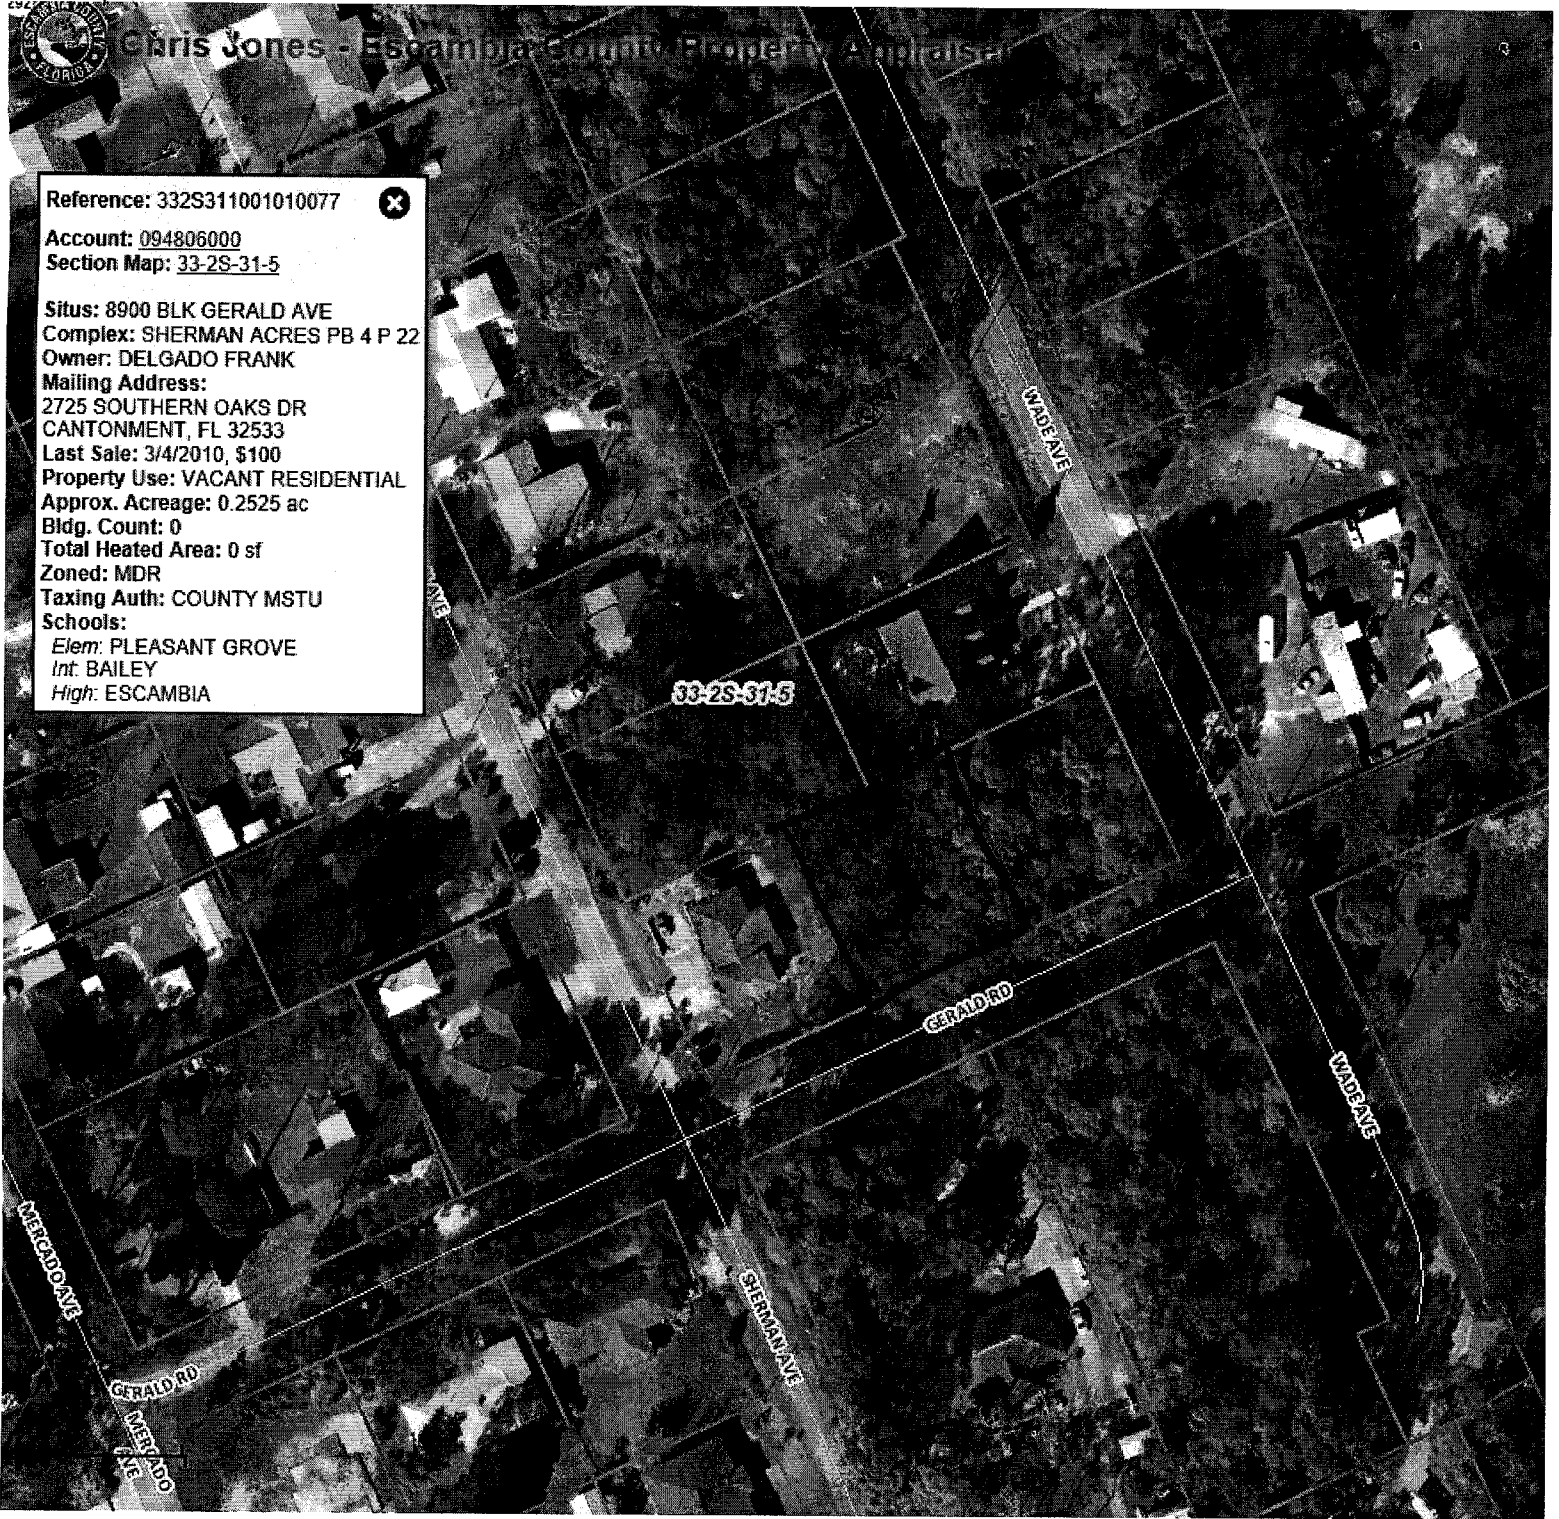 Chris Jones - Escambia County Property Appraiser
ESCAMBIA COUNTY
FLORIDA
Reference: 332S311001010077
Account: 094806000
Section Map: 33-2S-31-5
Situs: 8900 BLK GERALD AVE
Complex: SHERMAN ACRES PB 4 P 22
Owner: DELGADO FRANK
Mailing Address:
2725 SOUTHERN OAKS DR
CANTONMENT, FL 32533
Last Sale: 3/4/2010, $100
Property Use: VACANT RESIDENTIAL
Approx. Acreage: 0.2525 ac
Bldg. Count: 0
Total Heated Area: 0 sf
Zoned: MDR
Taxing Auth: COUNTY MSTU
Schools:
Elem: PLEASANT GROVE
Int: BAILEY
High: ESCAMBIA
WADE AVE
AVE
33-2S-31-5
GERALD RD
WADE AVE
MERCADO AVE
SHERMAN AVE
GERALD RD
MERCADO
AVE